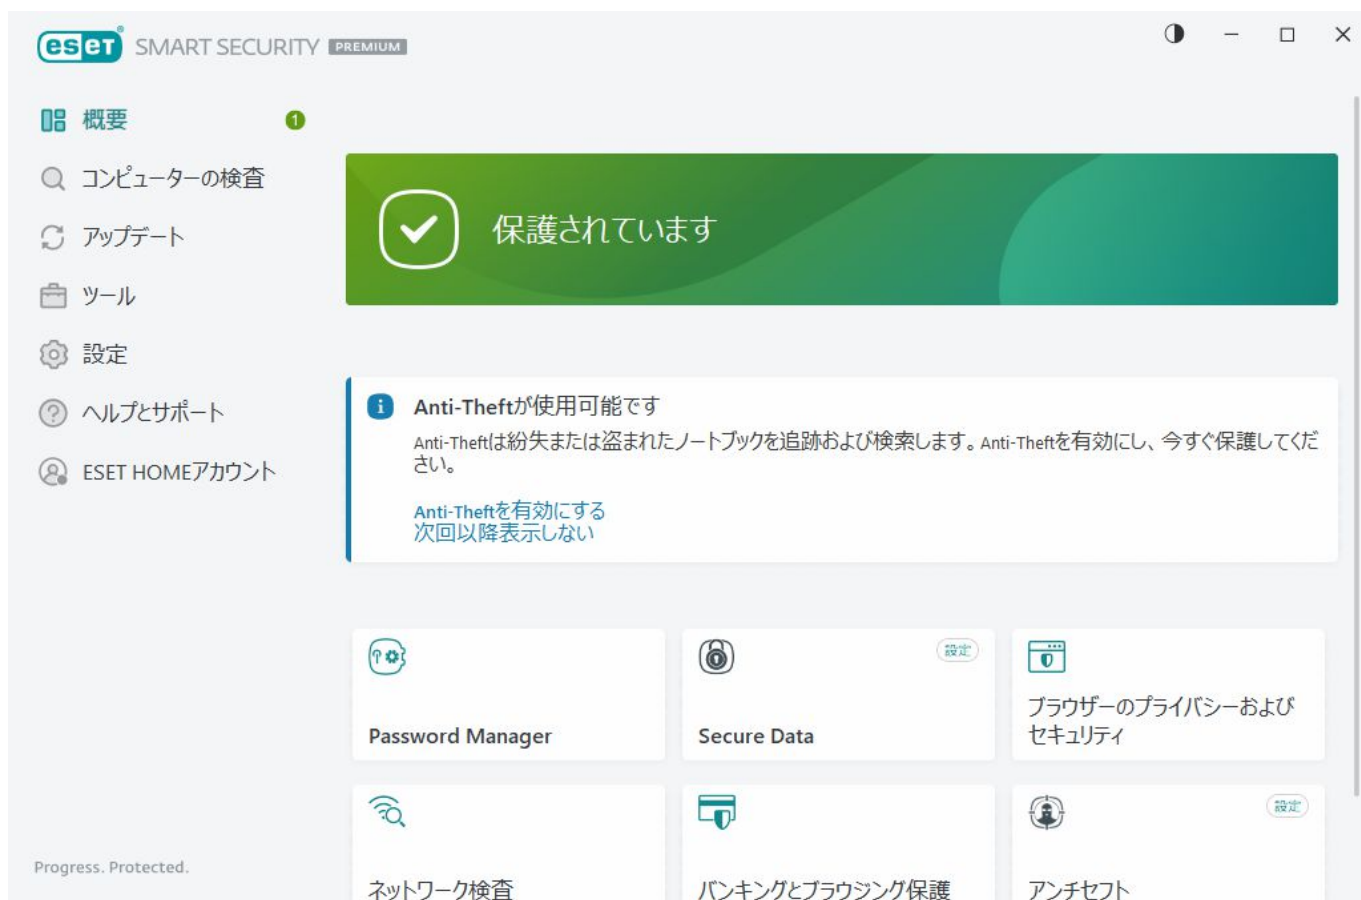 eset® SMART SECURITY PREMIUM
概要 1
コンピューターの検査
アップデート
ツール
設定
ヘルプとサポート
ESET HOMEアカウント
Progress. Protected.
保護されています
Anti-Theftが使用可能です
Anti-Theftは紛失または盗まれたノートブックを追跡および検索します。Anti-Theftを有効にし、今すぐ保護してくだ
さい。
Anti-Theftを有効にする
次回以降表示しない
Password Manager
設定
Secure Data
ブラウザーのプライバシーおよび
セキュリティ
ネットワーク検査
バンキングとブラウジング保護
設定
アンチセフト